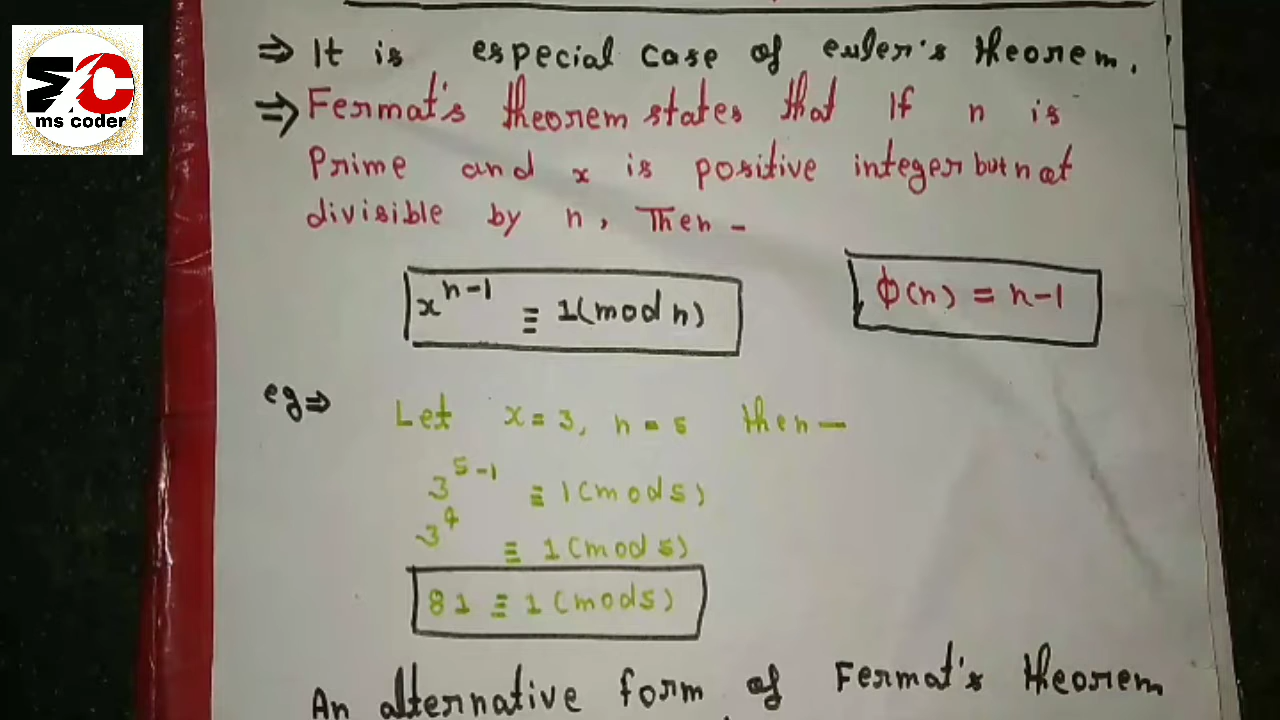 ms coder
⇒ It is especial case of euler's theorem.
⇒ Fermat's theorem states that If n is
Prime and x is positive integer but not
divisible by n, Then -
x^{n-1} ≡ 1(mod n)
ϕ(n) = n-1
eg ⇒ Let x = 3, n = 5 then -
3^{5-1} ≡ 1(mod 5)
3^4 ≡ 1(mod 5)
81 ≡ 1(mod 5)
An alternative form of Fermat's theorem